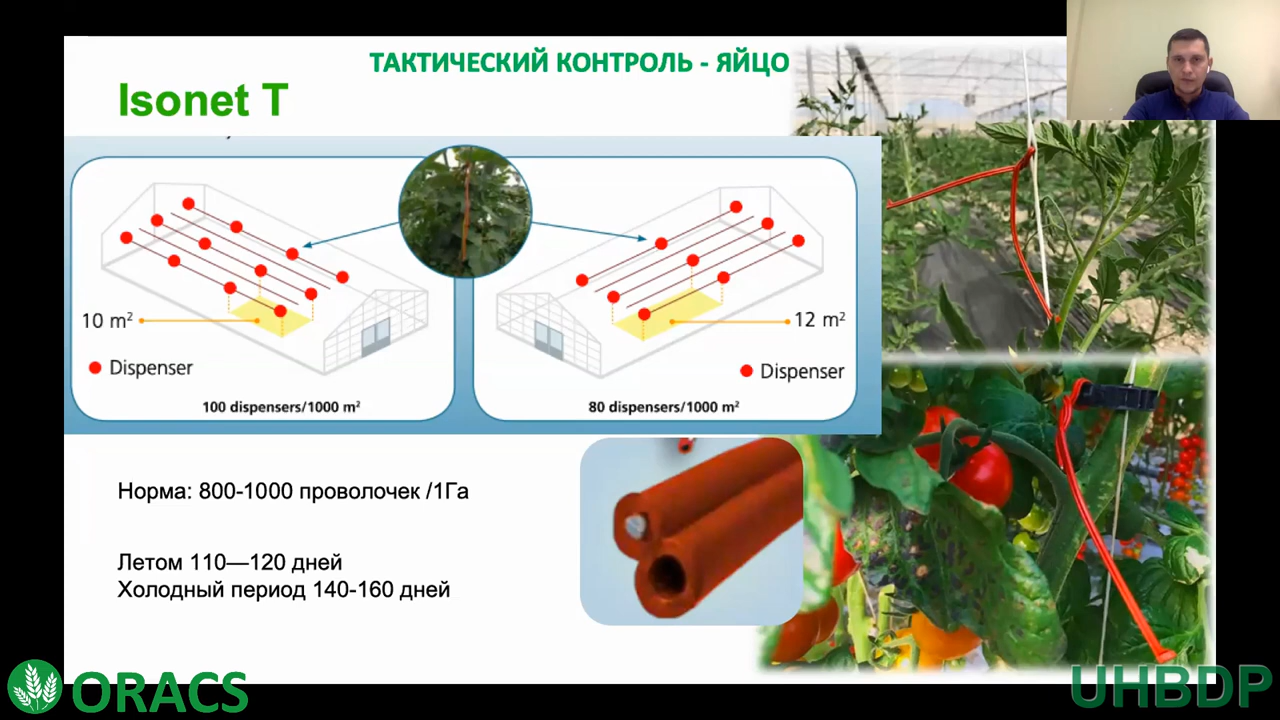 ТАКТИЧЕСКИЙ КОНТРОЛЬ - ЯЙЦО
Isonet T
10 m²
12 m²
Dispenser
Dispenser
100 dispensers/1000 m²
80 dispensers/1000 m²
Норма: 800-1000 проволочек /1Га
Летом 110—120 дней
Холодный период 140-160 дней
ORACS
UHBDP